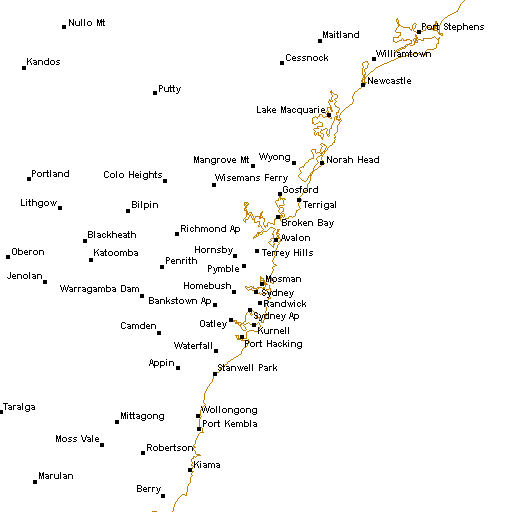 Nullo Mt
Port Stephens
Maitland
Williamtown
Cessnock
Kandos
Newcastle
Putty
Lake Macquarie
Mangrove Mt
Wyong
Norah Head
Portland
Colo Heights
Wisemans Ferry
Gosford
Lithgow
Bilpin
Terrigal
Broken Bay
Richmond Ap
Blackheath
Avalon
Oberon
Katoomba
Hornsby
Terrey Hills
Penrith
Pymble
Jenolan
Mosman
Warragamba Dam
Homebush
Sydney
Bankstown Ap
Randwick
Sydney Ap
Camden
Oatley
Kurnell
Waterfall
Port Hacking
Appin
Stanwell Park
Taralga
Mittagong
Wollongong
Port Kembla
Moss Vale
Robertson
Kiama
Marulan
Berry